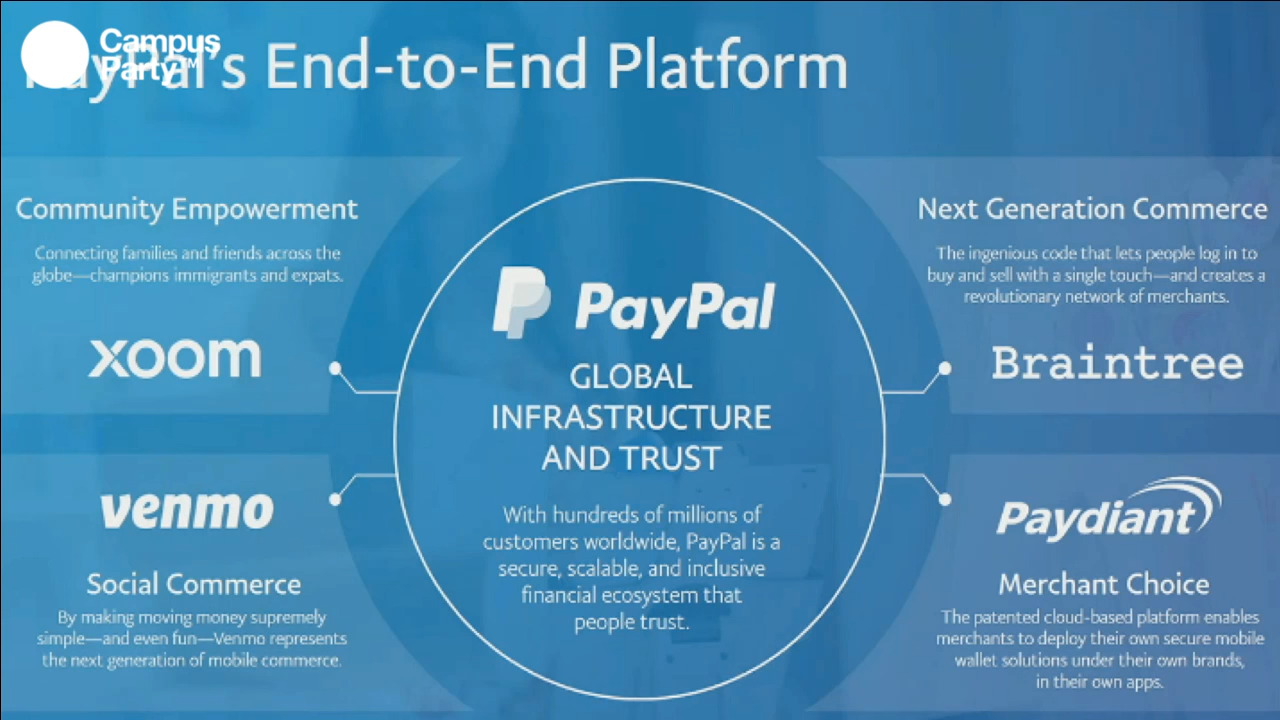 Campus
Party™
PayPal's End-to-End Platform
Community Empowerment
Connecting families and friends across the
globe—champions immigrants and expats.
xoom
venmo
Social Commerce
By making moving money supremely
simple—and even fun—Venmo represents
the next generation of mobile commerce.
PayPal
GLOBAL
INFRASTRUCTURE
AND TRUST
With hundreds of millions of
customers worldwide, PayPal is a
secure, scalable, and inclusive
financial ecosystem that
people trust.
Next Generation Commerce
The ingenious code that lets people log in to
buy and sell with a single touch—and creates a
revolutionary network of merchants.
Braintree
Paydiant
Merchant Choice
The patented cloud-based platform enables
merchants to deploy their own secure mobile
wallet solutions under their own brands,
in their own apps.